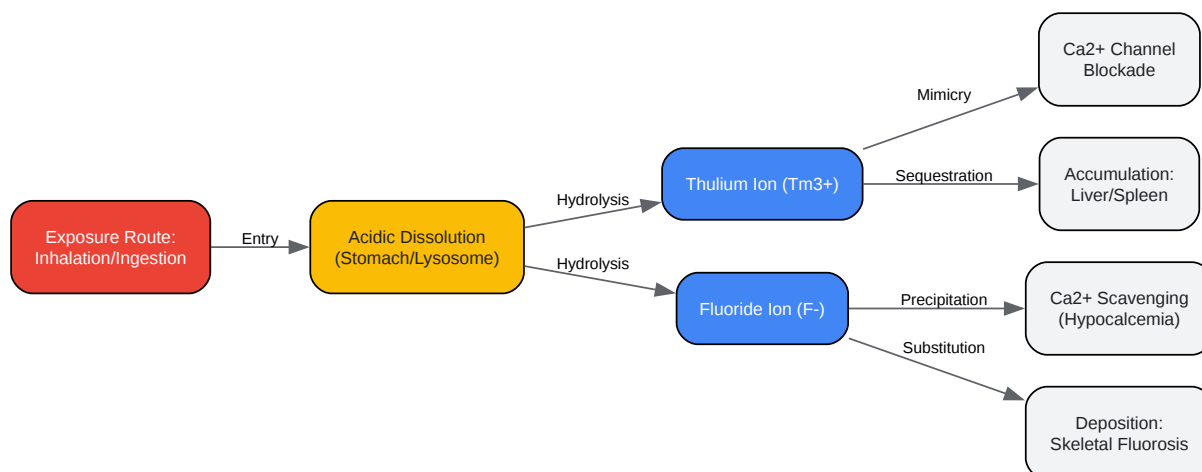 Exposure Route:
Inhalation/Ingestion
Entry
Acidic Dissolution
(Stomach/Lysosome)
Hydrolysis
Hydrolysis
Thulium Ion (Tm3+)
Fluoride Ion (F-)
Mimicry
Sequestration
Precipitation
Substitution
Ca2+ Channel
Blockade
Accumulation:
Liver/Spleen
Ca2+ Scavenging
(Hypocalcemia)
Deposition:
Skeletal Fluorosis